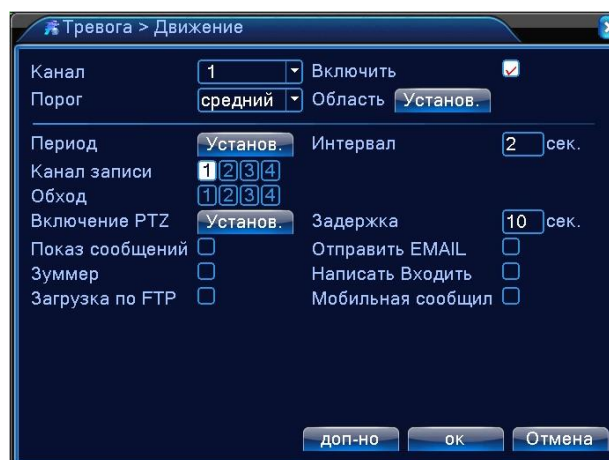 Тревога > Движение
Канал 1 Включить
Порог средний Область Установ.
Период Установ. Интервал 2 сек.
Канал записи 1 2 3 4
Обход 1 2 3 4
Включение PTZ Установ. Задержка 10 сек.
Показ сообщений Отправить EMAIL
Зуммер Написать Входить
Загрузка по FTP Мобильная сообщил
доп-но ок Отмена